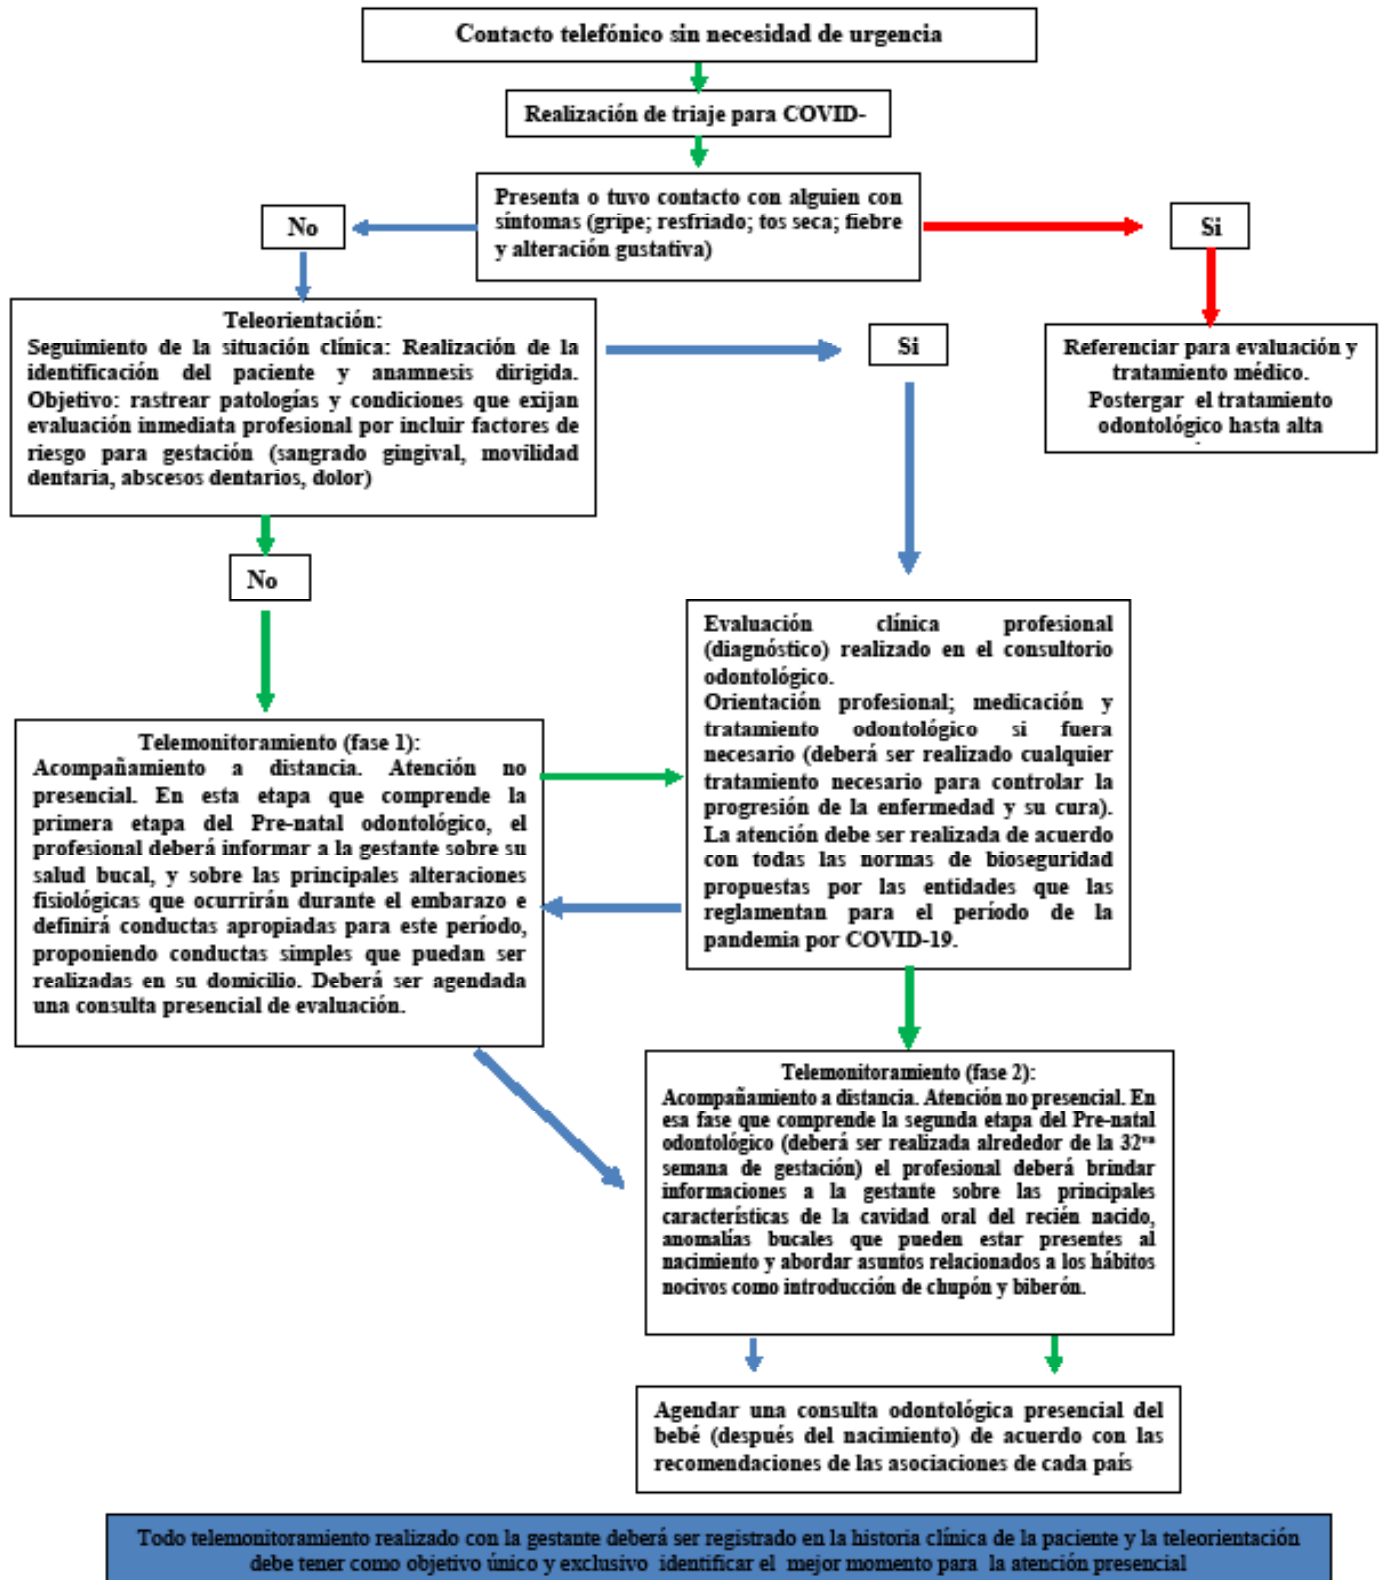 Contacto telefónico sin necesidad de urgencia
Realización de triaje para COVID-
Presenta o tuvo contacto con alguien con
síntomas (gripe; resfriado; tos seca; fiebre
y alteración gustativa)
No
Si
Teleorientación:
Seguimiento de la situación clínica: Realización de la
identificación del paciente y anamnesis dirigida.
Objetivo: rastrear patologías y condiciones que exijan
evaluación inmediata profesional por incluir factores de
riesgo para gestación (sangrado gingival, movilidad
dentaria, abscesos dentarios, dolor)
Si
Referenciar para evaluación y
tratamiento médico.
Postergar el tratamiento
odontológico hasta alta
No
Evaluación clínica profesional
(diagnóstico) realizado en el consultorio
odontológico.
Orientación profesional; medicación y
tratamiento odontológico si fuera
necesario (deberá ser realizado cualquier
tratamiento necesario para controlar la
progresión de la enfermedad y su cura).
La atención debe ser realizada de acuerdo
con todas las normas de bioseguridad
propuestas por las entidades que las
reglamentan para el período de la
pandemia por COVID-19.
Telemonitoramiento (fase 1):
Acompañamiento a distancia. Atención no
presencial. En esta etapa que comprende la
primera etapa del Pre-natal odontológico, el
profesional deberá informar a la gestante sobre su
salud bucal, y sobre las principales alteraciones
fisiológicas que ocurrirán durante el embarazo e
definirá conductas apropiadas para este período,
proponiendo conductas simples que puedan ser
realizadas en su domicilio. Deberá ser agendada
una consulta presencial de evaluación.
Telemonitoramiento (fase 2):
Acompañamiento a distancia. Atención no presencial. En
esa fase que comprende la segunda etapa del Pre-natal
odontológico (deberá ser realizada alrededor de la 32ᵛᵃ
semana de gestación) el profesional deberá brindar
informaciones a la gestante sobre las principales
características de la cavidad oral del recién nacido,
anomalías bucales que pueden estar presentes al
nacimiento y abordar asuntos relacionados a los hábitos
nocivos como introducción de chupón y biberón.
Agendar una consulta odontológica presencial del
bebé (después del nacimiento) de acuerdo con las
recomendaciones de las asociaciones de cada país
Todo telemonitoramiento realizado con la gestante deberá ser registrado en la historia clínica de la paciente y la teleorientación
debe tener como objetivo único y exclusivo identificar el mejor momento para la atención presencial